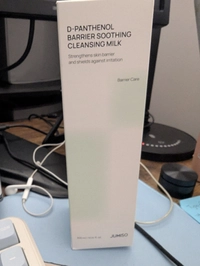 D-PANTHENOL
BARRIER SOOTHING
CLEANSING MILK
Strengthens skin barrier
and shields against irritation
Barrier Care